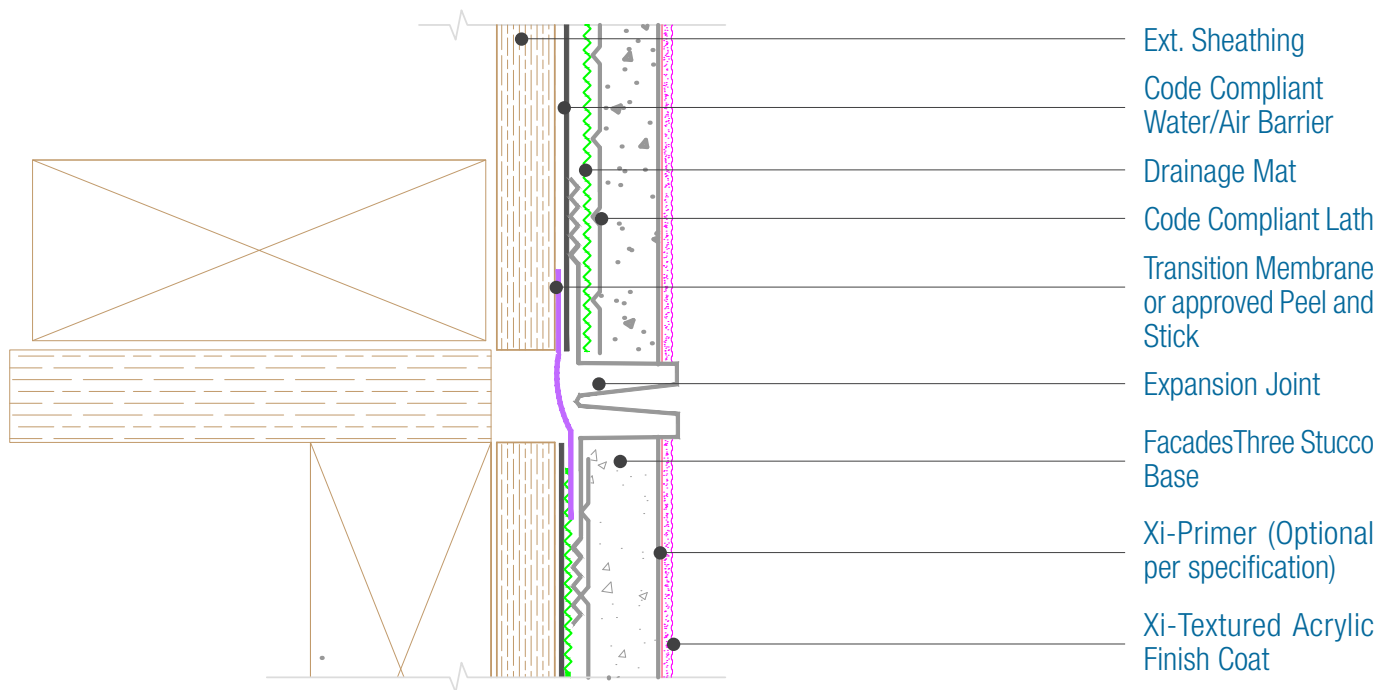 Ext. Sheathing
Code Compliant
Water/Air Barrier
Drainage Mat
Code Compliant Lath
Transition Membrane
or approved Peel and
Stick
Expansion Joint
FacadesThree Stucco
Base
Xi-Primer (Optional
per specification)
Xi-Textured Acrylic
Finish Coat